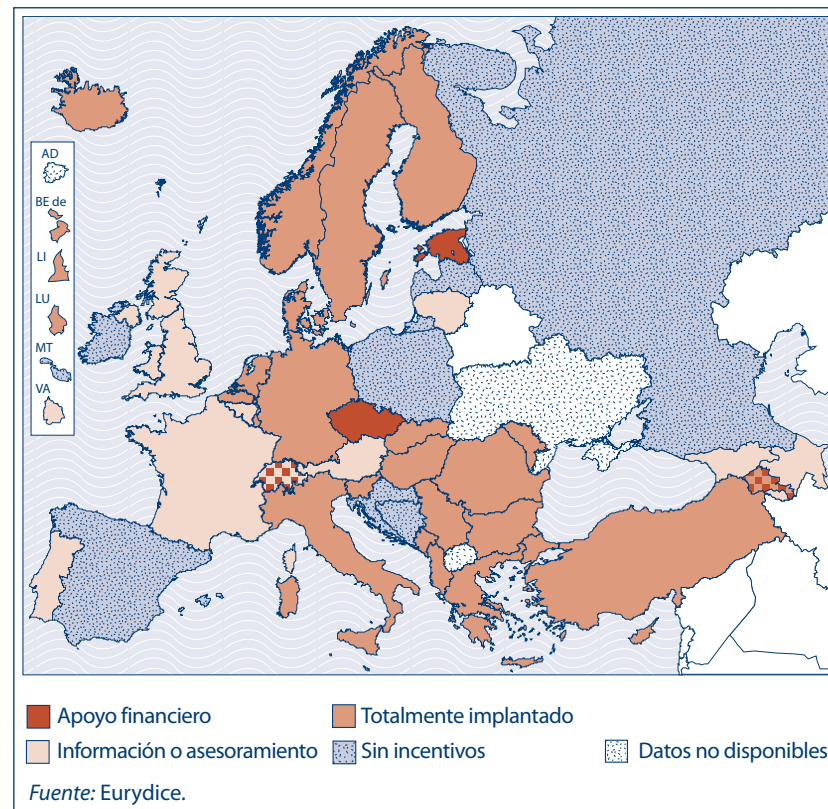 AD
BE de
LI
LU
MT
VA
Apoyo financiero
Totalmente implantado
Información o asesoramiento
Sin incentivos
Datos no disponibles
Fuente: Eurydice.